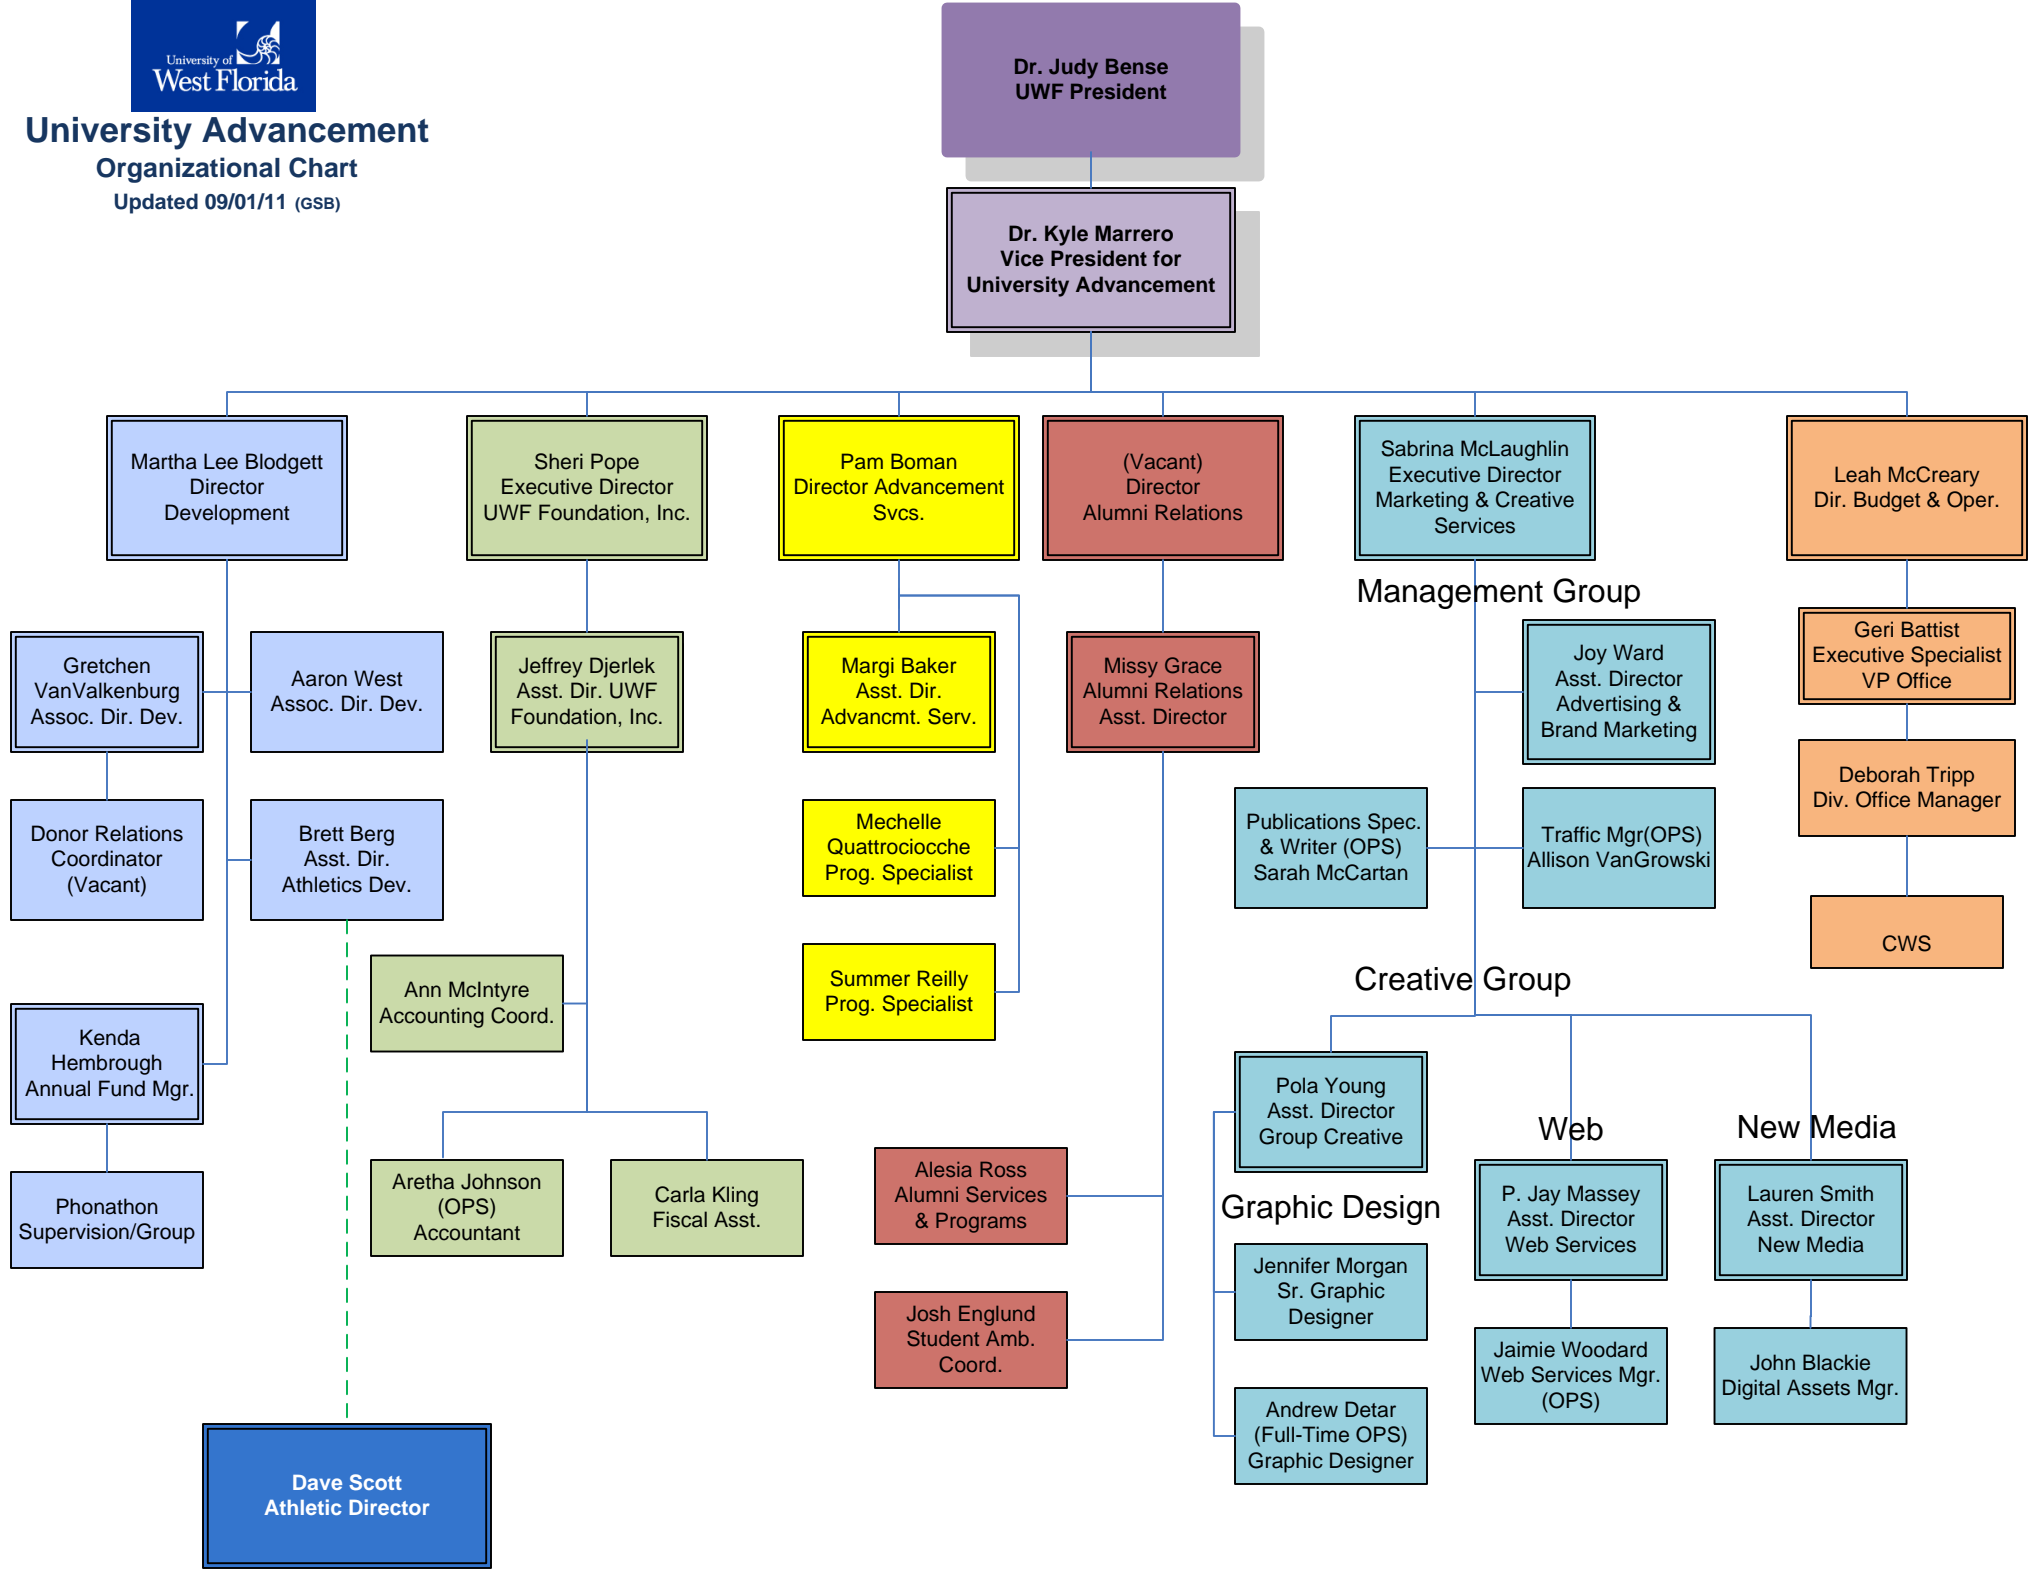 University of
West Florida
University Advancement
Organizational Chart
Updated 09/01/11 (GSB)
Dr. Judy Bense
UWF President
Dr. Kyle Marrero
Vice President for
University Advancement
Martha Lee Blodgett
Director
Development
Sheri Pope
Executive Director
UWF Foundation, Inc.
Pam Boman
Director Advancement
Svcs.
(Vacant)
Director
Alumni Relations
Sabrina McLaughlin
Executive Director
Marketing & Creative
Services
Leah McCreary
Dir. Budget & Oper.
Management Group
Gretchen
VanValkenburg
Assoc. Dir. Dev.
Aaron West
Assoc. Dir. Dev.
Jeffrey Djerlek
Asst. Dir. UWF
Foundation, Inc.
Margi Baker
Asst. Dir.
Advancmt. Serv.
Missy Grace
Alumni Relations
Asst. Director
Joy Ward
Asst. Director
Advertising &
Brand Marketing
Geri Battist
Executive Specialist
VP Office
Deborah Tripp
Div. Office Manager
Donor Relations
Coordinator
(Vacant)
Brett Berg
Asst. Dir.
Athletics Dev.
Mechelle
Quattrociocche
Prog. Specialist
Publications Spec.
& Writer (OPS)
Sarah McCartan
Traffic Mgr(OPS)
Allison VanGrowski
CWS
Ann McIntyre
Accounting Coord.
Summer Reilly
Prog. Specialist
Creative Group
Kenda
Hembrough
Annual Fund Mgr.
Pola Young
Asst. Director
Group Creative
Web
New Media
Phonathon
Supervision/Group
Aretha Johnson
(OPS)
Accountant
Carla Kling
Fiscal Asst.
Alesia Ross
Alumni Services
& Programs
Graphic Design
P. Jay Massey
Asst. Director
Web Services
Lauren Smith
Asst. Director
New Media
Jennifer Morgan
Sr. Graphic
Designer
Josh Englund
Student Amb.
Coord.
Jaimie Woodard
Web Services Mgr.
(OPS)
John Blackie
Digital Assets Mgr.
Andrew Detar
(Full-Time OPS)
Graphic Designer
Dave Scott
Athletic Director